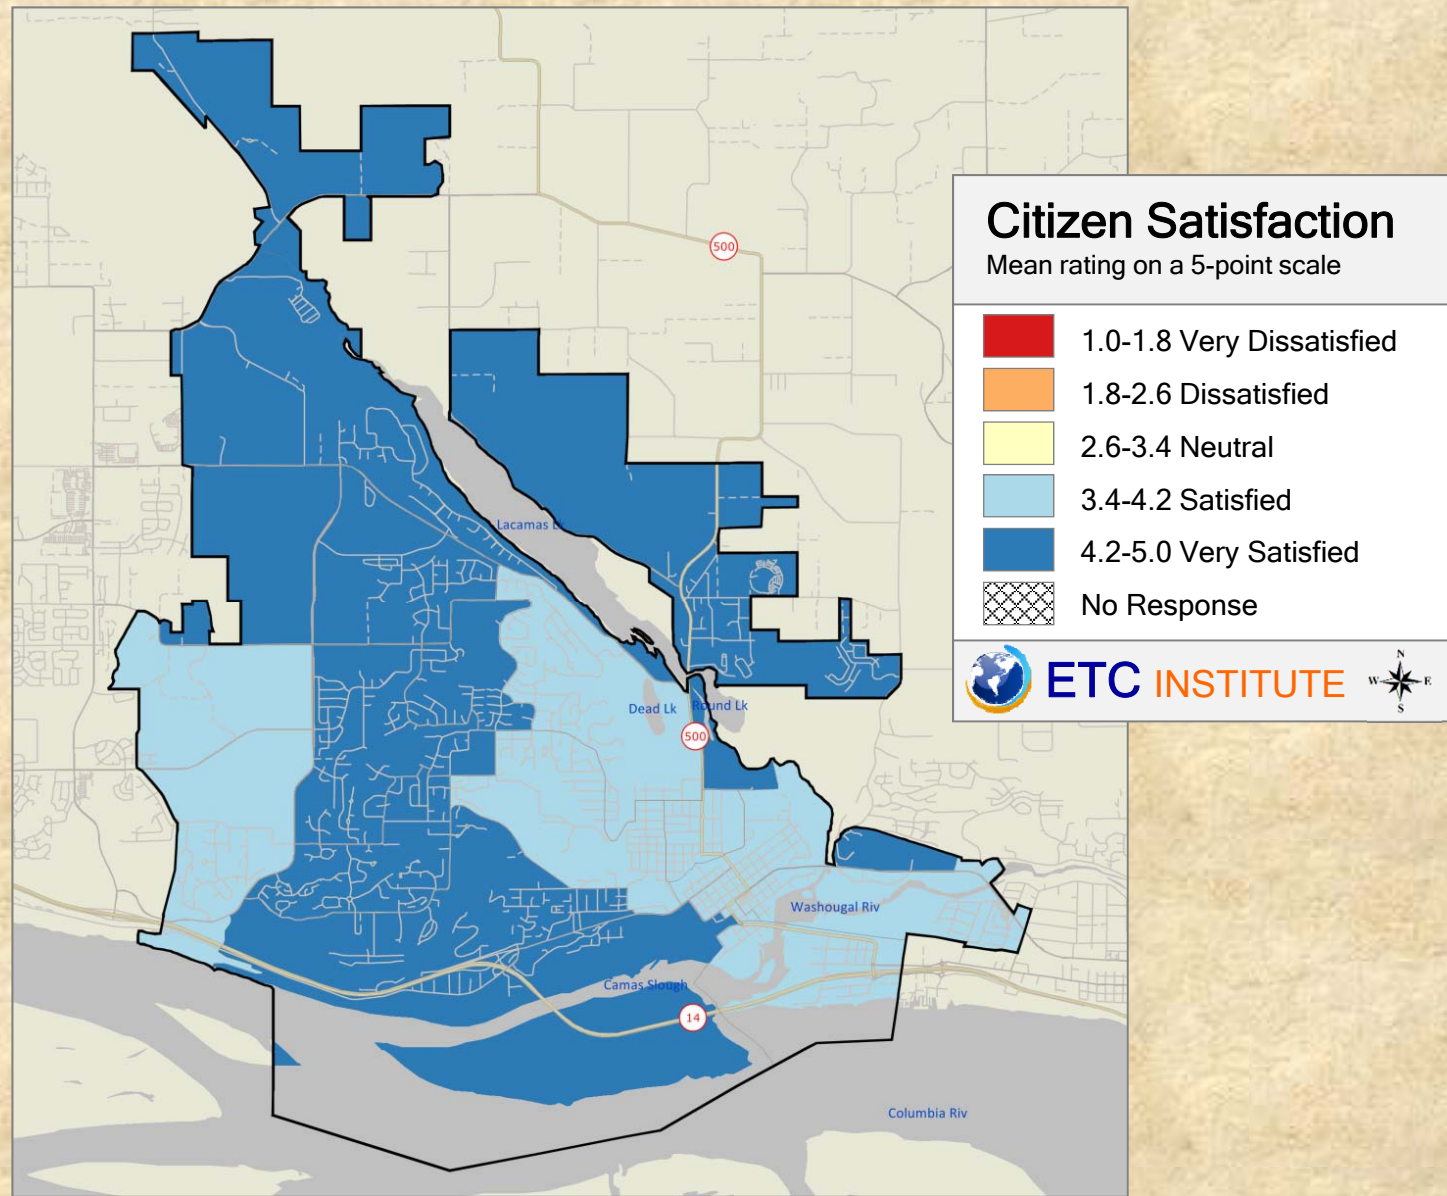 Citizen Satisfaction
Mean rating on a 5-point scale
1.0-1.8 Very Dissatisfied
1.8-2.6 Dissatisfied
2.6-3.4 Neutral
3.4-4.2 Satisfied
4.2-5.0 Very Satisfied
No Response
ETC INSTITUTE
N
W E
S
500
Lacamas Lk
Dead Lk
Round Lk
500
Washougal Riv
Camas Slough
14
Columbia Riv